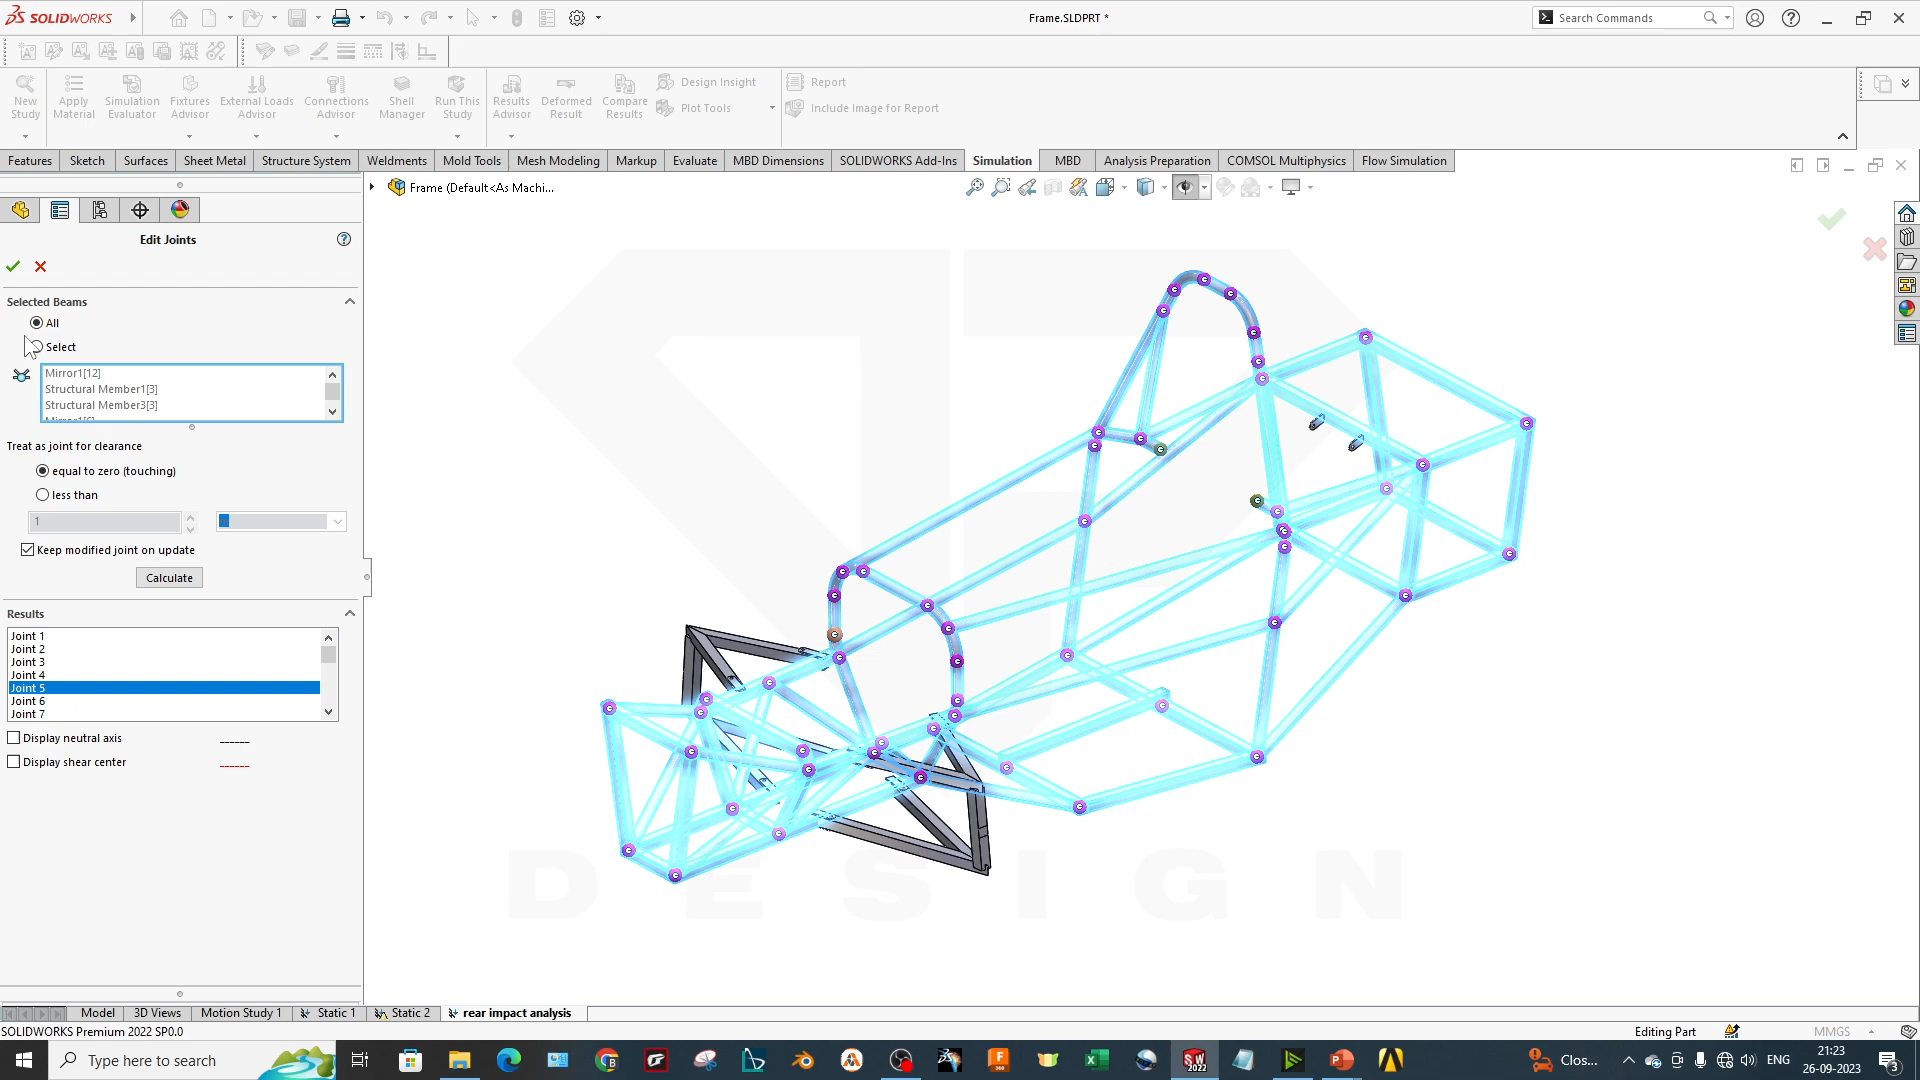 SOLIDWORKS
Frame.SLDPRT *
Search Commands
New Study
Apply Material
Simulation Evaluator
Fixtures Advisor
External Loads Advisor
Connections Advisor
Shell Manager
Run This Study
Results Advisor
Deformed Result
Compare Results
Design Insight
Plot Tools
Report
Include Image for Report
Features Sketch Surfaces Sheet Metal Structure System Weldments Mold Tools Mesh Modeling Markup Evaluate MBD Dimensions SOLIDWORKS Add-Ins Simulation MBD Analysis Preparation COMSOL Multiphysics Flow Simulation
Frame (Default<As Machi...
Edit Joints
Selected Beams
All
Select
Mirror1[12]
Structural Member1[3]
Structural Member3[3]
Treat as joint for clearance
equal to zero (touching)
less than
1
Keep modified joint on update
Calculate
Results
Joint 1
Joint 2
Joint 3
Joint 4
Joint 5
Joint 6
Joint 7
Display neutral axis
Display shear center
DESIGN
Model 3D Views Motion Study 1 Static 1 Static 2 rear impact analysis
SOLIDWORKS Premium 2022 SP0.0
Editing Part
MMGS
Type here to search
Clos...
ENG
21:23
26-09-2023
3